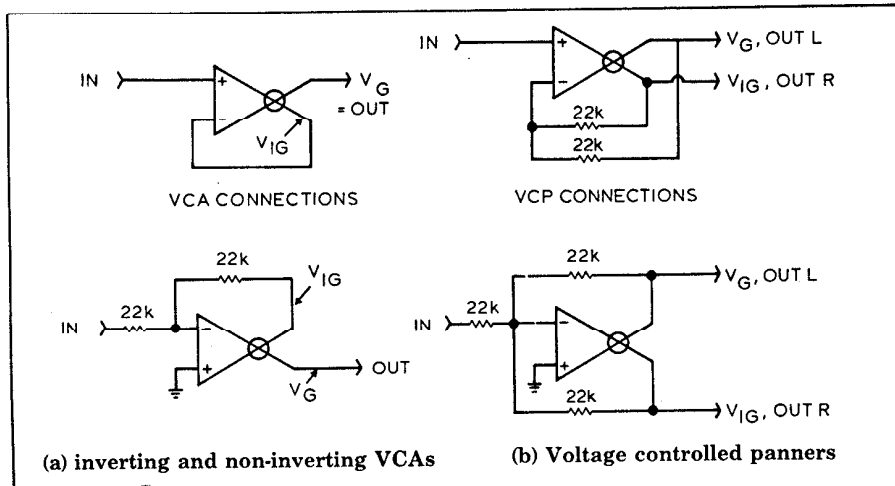 IN
+
−
V_G
= OUT
V_IG
VCA CONNECTIONS
IN
+
−
V_G, OUT L
V_IG, OUT R
22k
22k
VCP CONNECTIONS
22k
V_IG
22k
IN
−
+
OUT
V_G
(a) inverting and non-inverting VCAs
22k
V_G, OUT L
22k
IN
−
+
22k
V_IG, OUT R
(b) Voltage controlled panners